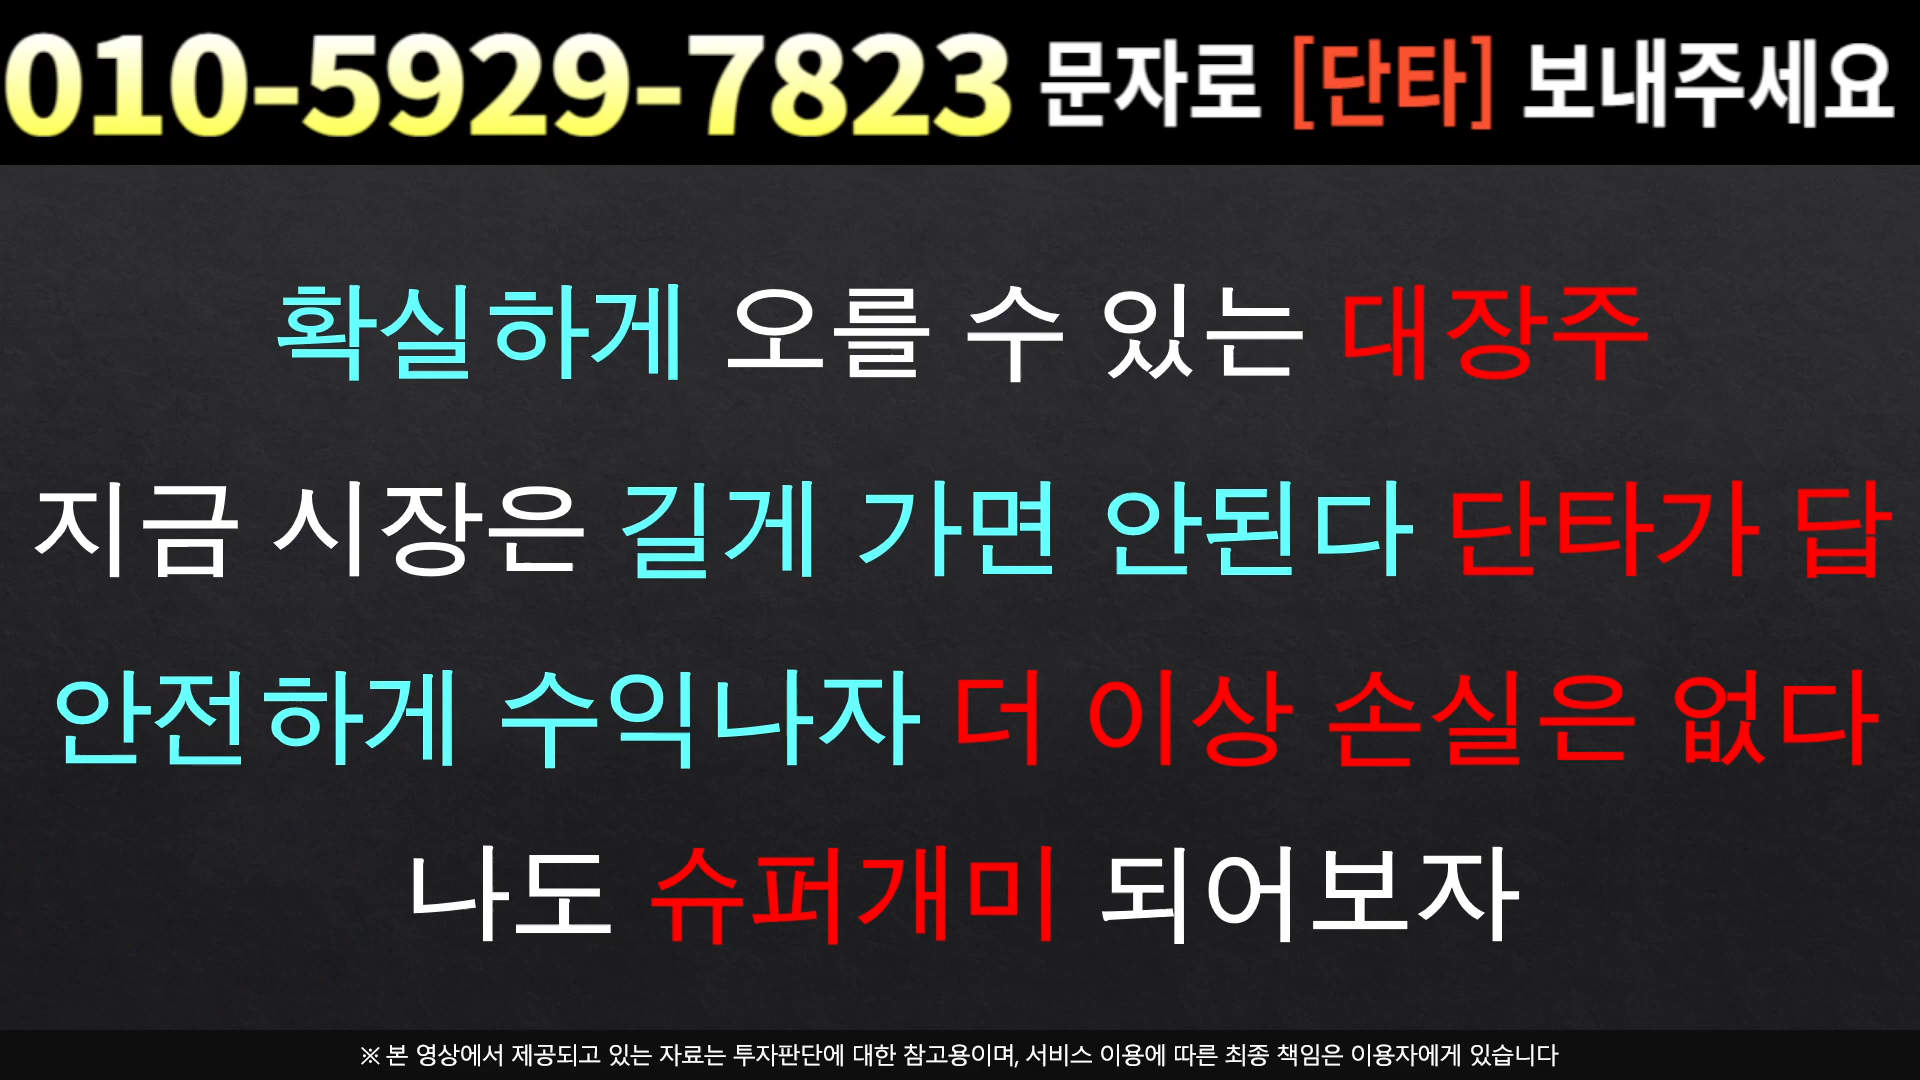 010-5929-7823 문자로 [단타] 보내주세요
확실하게 오를 수 있는 대장주
지금 시장은 길게 가면 안된다 단타가 답
안전하게 수익나자 더 이상 손실은 없다
나도 슈퍼개미 되어보자
※ 본 영상에서 제공되고 있는 자료는 투자판단에 대한 참고용이며, 서비스 이용에 따른 최종 책임은 이용자에게 있습니다